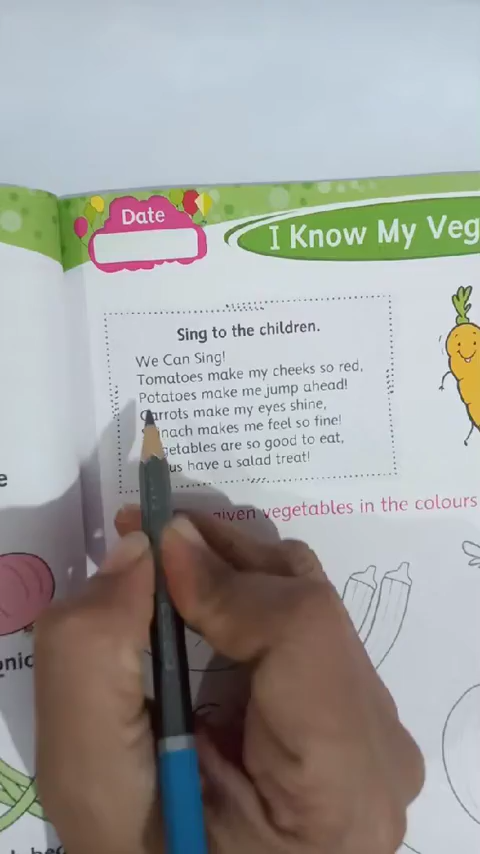 Date
I Know My Veg
Sing to the children.
We Can Sing!
Tomatoes make my cheeks so red,
Potatoes make me jump ahead!
Carrots make my eyes shine,
inach makes me feel so fine!
getables are so good to eat,
us have a salad treat!
given vegetables in the colours
e
onic